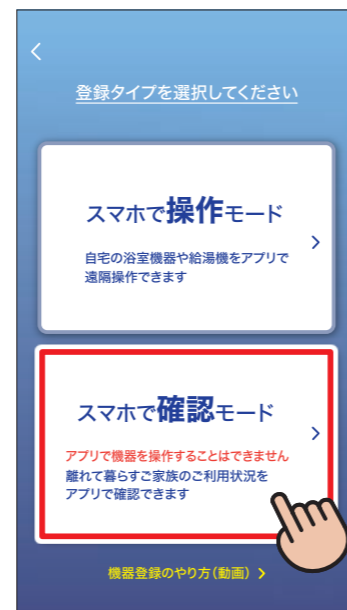 登録タイプを選択してください
スマホで操作モード
自宅の浴室機器や給湯機をアプリで
遠隔操作できます
スマホで確認モード
アプリで機器を操作することはできません
離れて暮らすご家族のご利用状況を
アプリで確認できます
機器登録のやり方(動画)